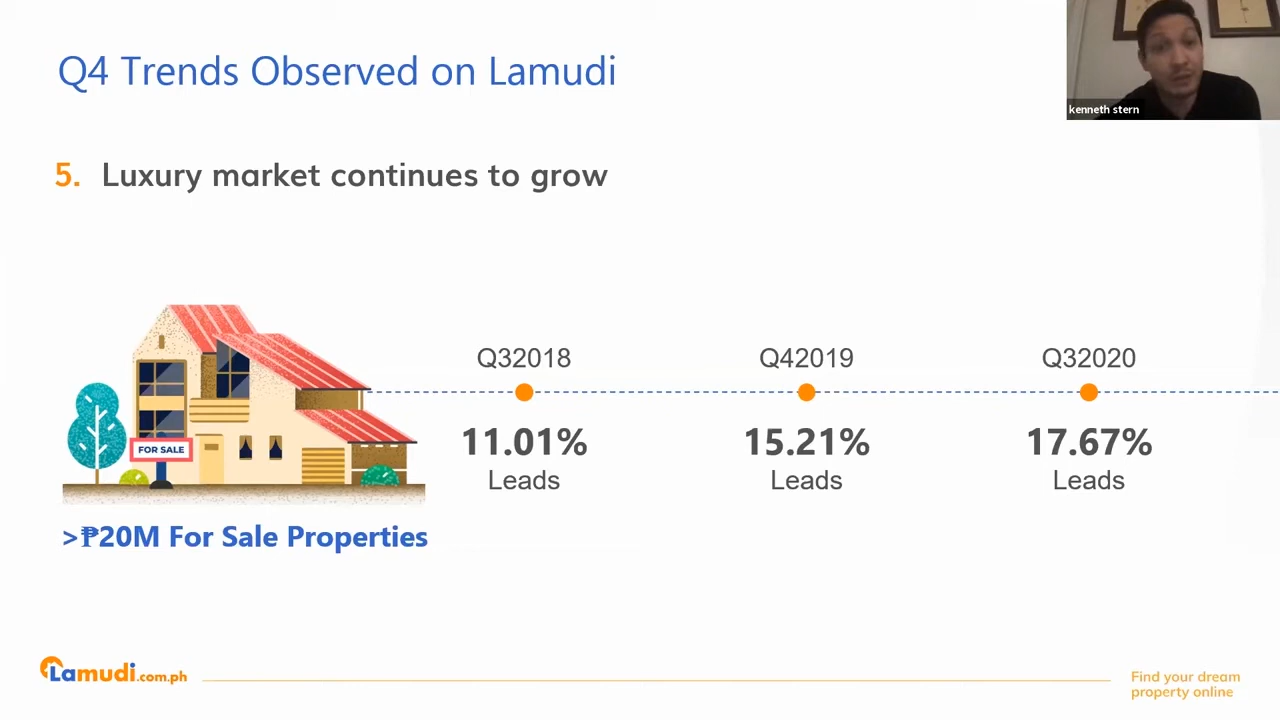 Q4 Trends Observed on Lamudi
kenneth stern
5. Luxury market continues to grow
Q32018 Q42019 Q32020
FOR SALE
11.01% 15.21% 17.67%
Leads Leads Leads
>₱20M For Sale Properties
Lamudi.com.ph
Find your dream
property online